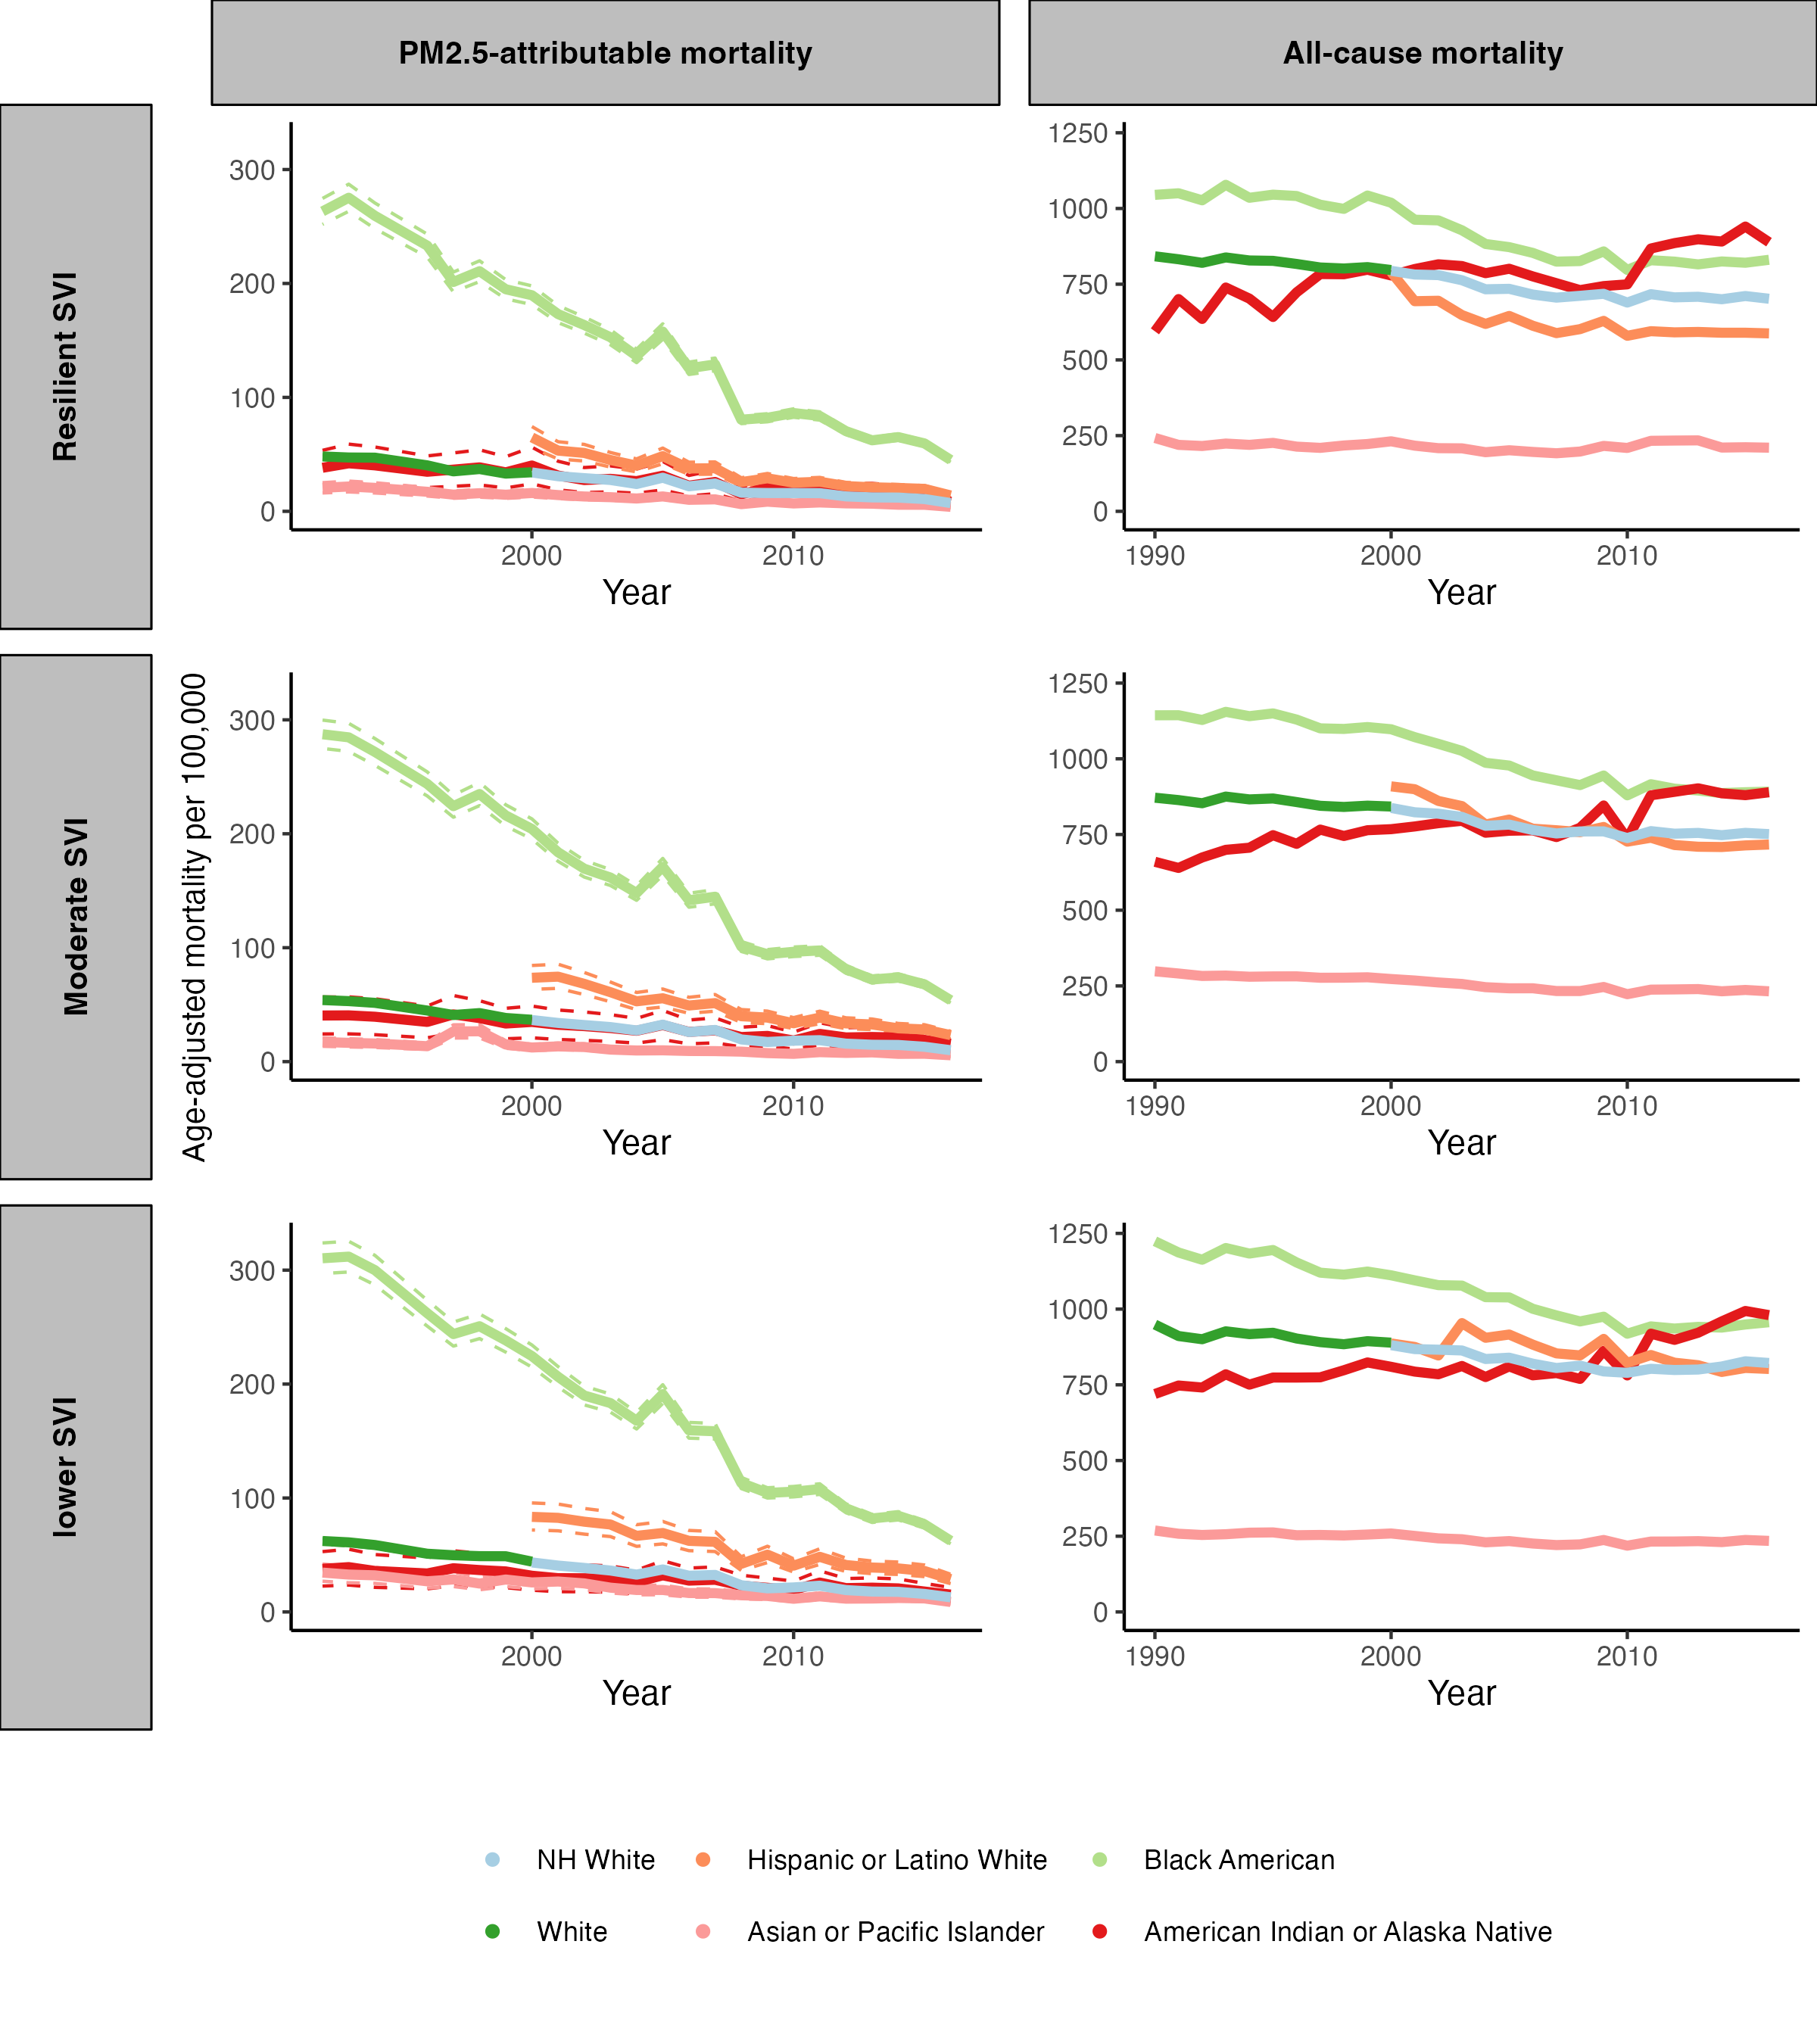 PM2.5-attributable mortality
All-cause mortality
Resilient SVI
300
200
100
0
2000
2010
Year
1250
1000
750
500
250
0
1990
2000
2010
Year
Age-adjusted mortality per 100,000
Moderate SVI
300
200
100
0
2000
2010
Year
1250
1000
750
500
250
0
1990
2000
2010
Year
lower SVI
300
200
100
0
2000
2010
Year
1250
1000
750
500
250
0
1990
2000
2010
Year
NH White
Hispanic or Latino White
Black American
White
Asian or Pacific Islander
American Indian or Alaska Native